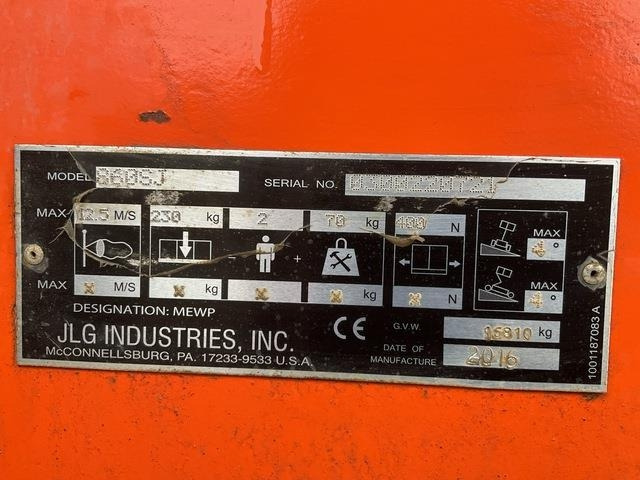 MODEL 860SJ SERIAL NO.
MAX 12.5 M/S 230 kg 2 70 kg 400 N
- +
MAX 4°
MAX X M/S X kg X X kg X N MAX 4°
DESIGNATION: MEWP
JLG INDUSTRIES, INC.
McCONNELLSBURG, PA. 17233-9533 U.S.A.
CE G.V.W. kg
DATE OF MANUFACTURE 2016
1001187083 A